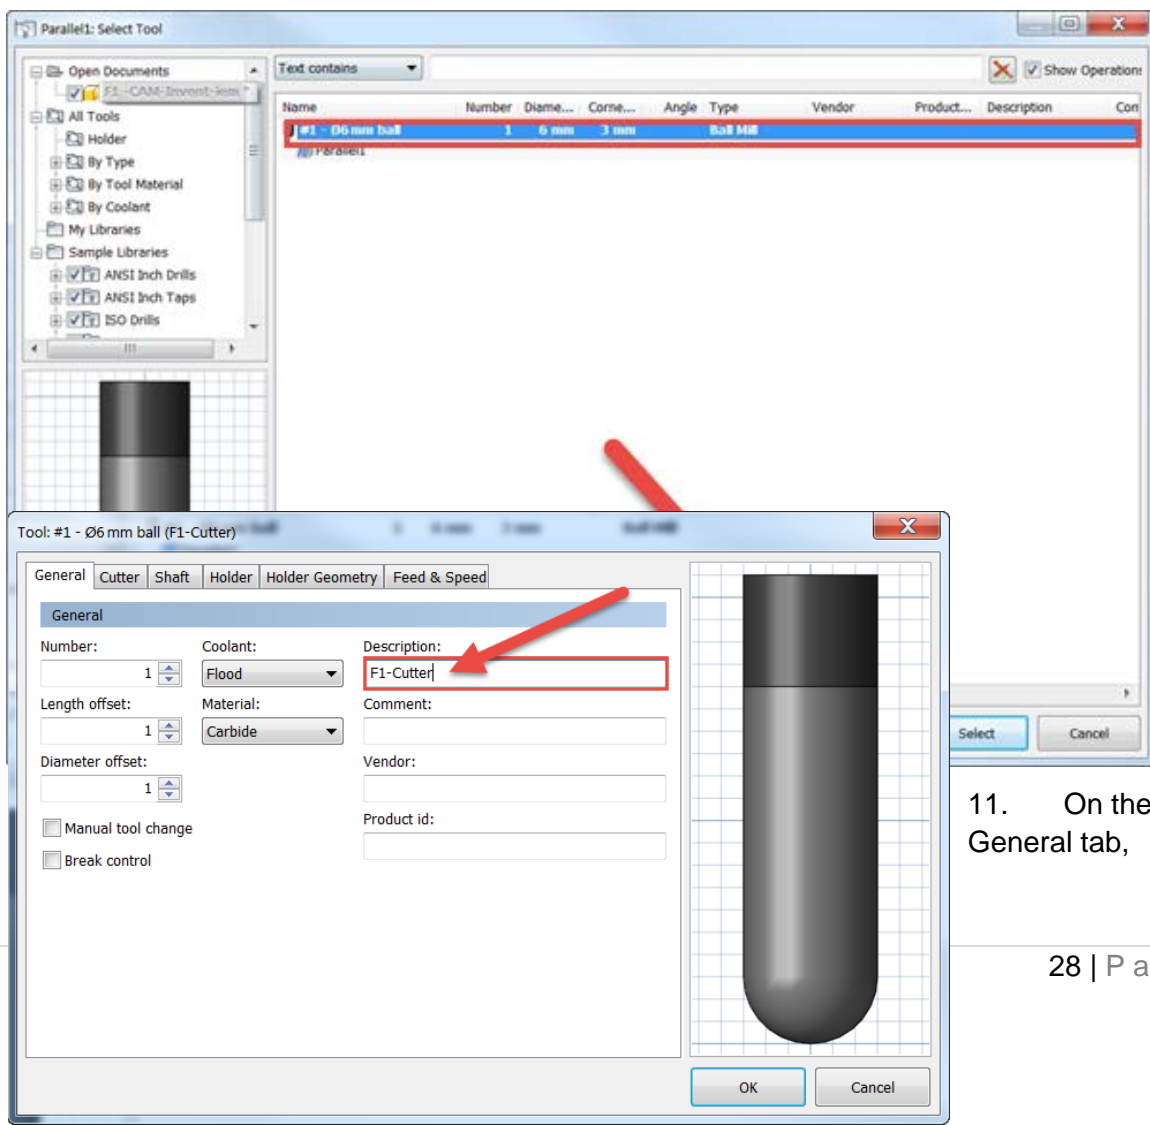 Parallel1: Select Tool
Open Documents
All Tools
Holder
By Type
By Tool Material
By Coolant
My Libraries
Sample Libraries
ANSI Inch Drills
ANSI Inch Taps
ISO Drills
Text contains
Show Operations
Name Number Diame... Corne... Angle Type Vendor Product... Description Con
#1 - Ø6 mm ball 1 6 mm 3 mm Ball Mill
Parallel1
Select Cancel
Tool: #1 - Ø6 mm ball (F1-Cutter)
General Cutter Shaft Holder Holder Geometry Feed & Speed
General
Number: Coolant: Description:
1 Flood F1-Cutter
Length offset: Material: Comment:
1 Carbide
Diameter offset: Vendor:
1
Manual tool change Product id:
Break control
OK Cancel
11. On the
General tab,
28 | P a